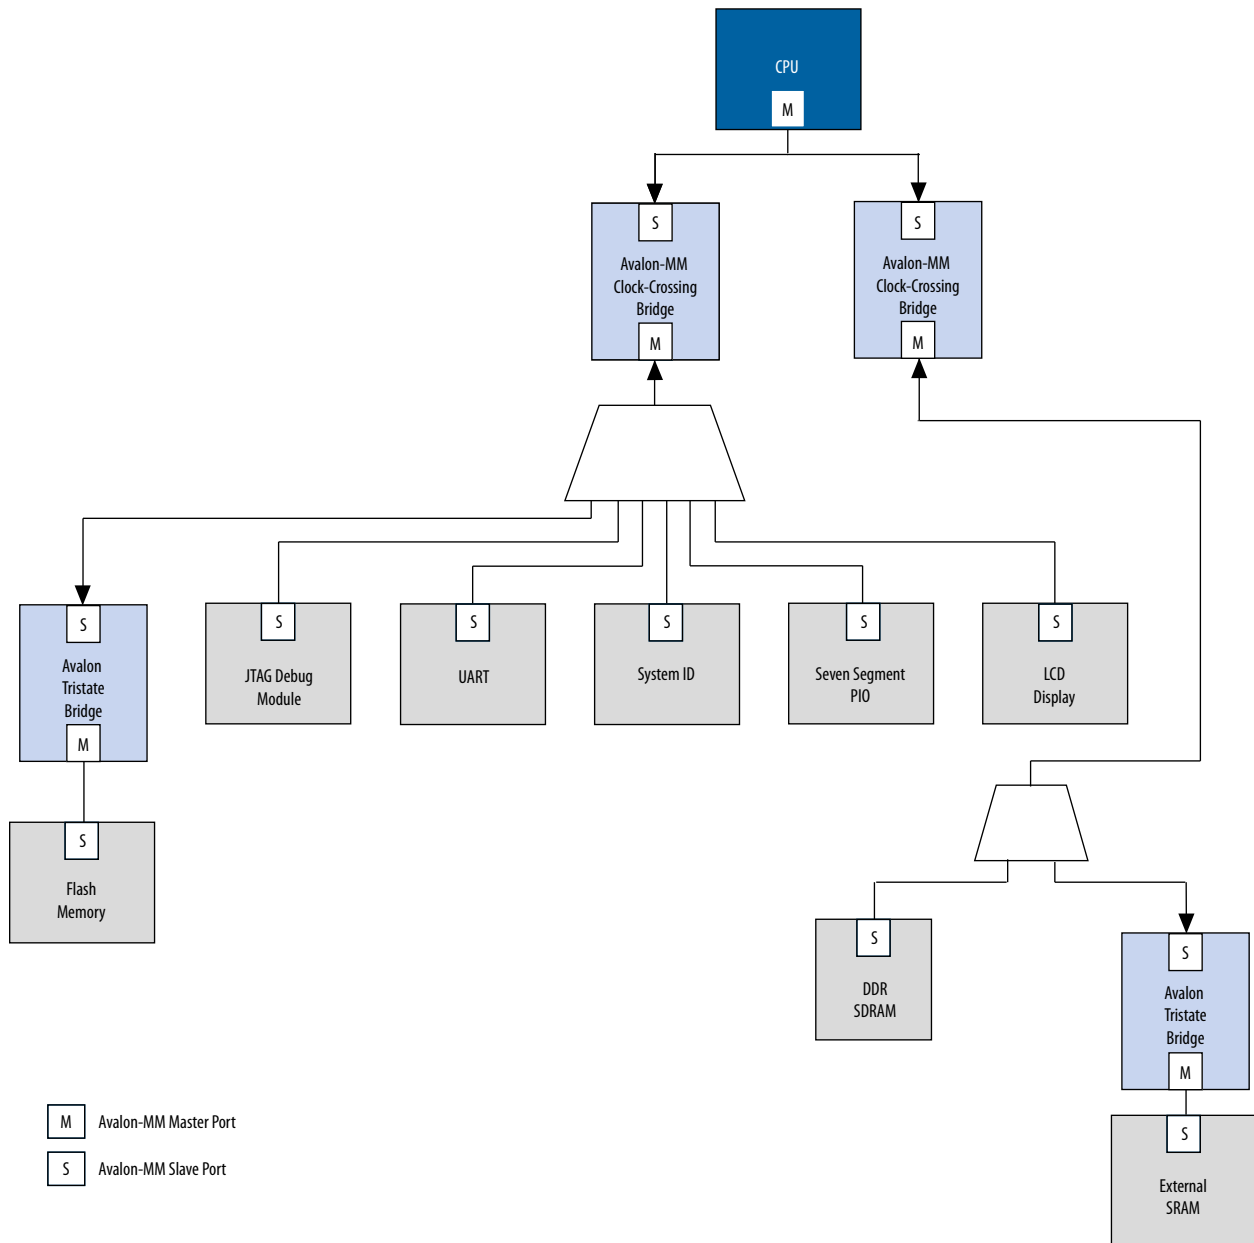 CPU
M
S
Avalon-MM
Clock-Crossing
Bridge
M
S
Avalon-MM
Clock-Crossing
Bridge
M
S
Avalon
Tristate
Bridge
M
S
JTAG Debug
Module
S
UART
S
System ID
S
Seven Segment
PIO
S
LCD
Display
S
Flash
Memory
S
DDR
SDRAM
S
Avalon
Tristate
Bridge
M
S
External
SRAM
M Avalon-MM Master Port
S Avalon-MM Slave Port